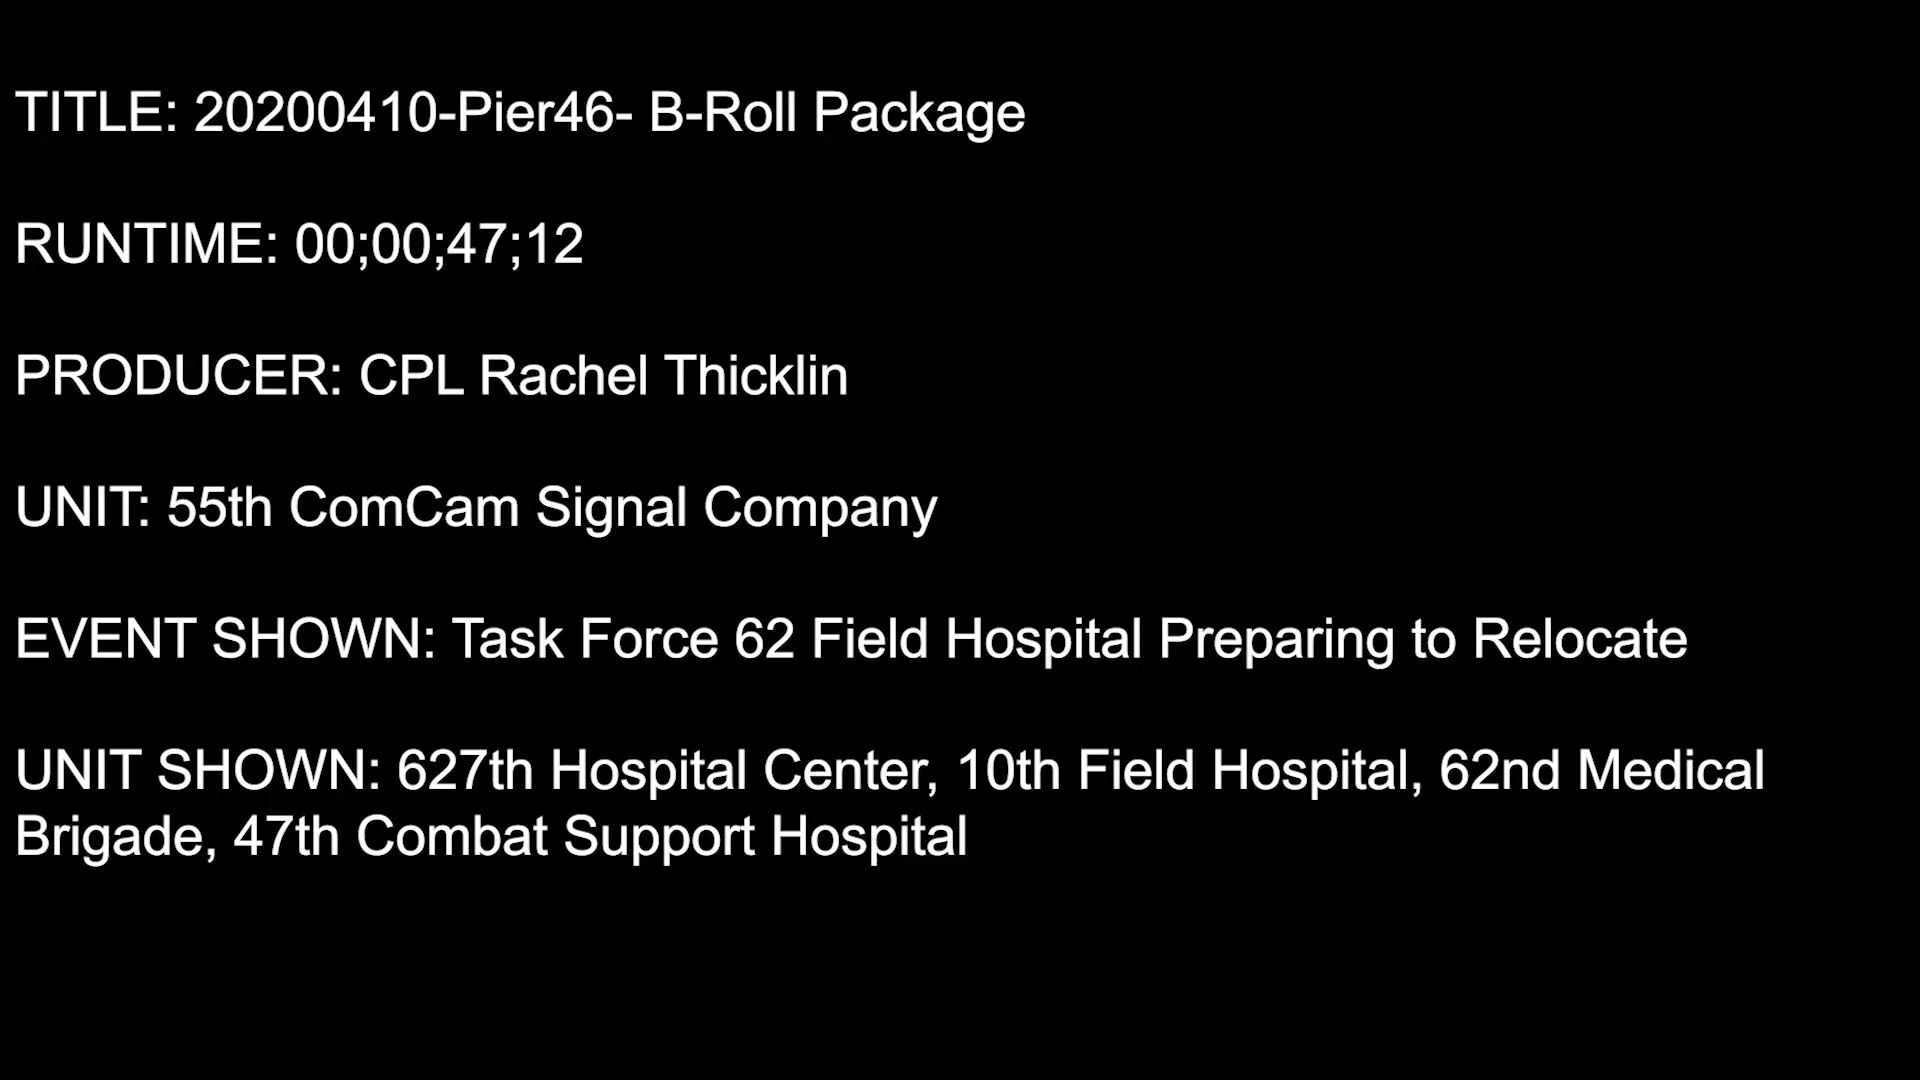 TITLE: 20200410-Pier46- B-Roll Package
RUNTIME: 00;00;47;12
PRODUCER: CPL Rachel Thicklin
UNIT: 55th ComCam Signal Company
EVENT SHOWN: Task Force 62 Field Hospital Preparing to Relocate
UNIT SHOWN: 627th Hospital Center, 10th Field Hospital, 62nd Medical
Brigade, 47th Combat Support Hospital